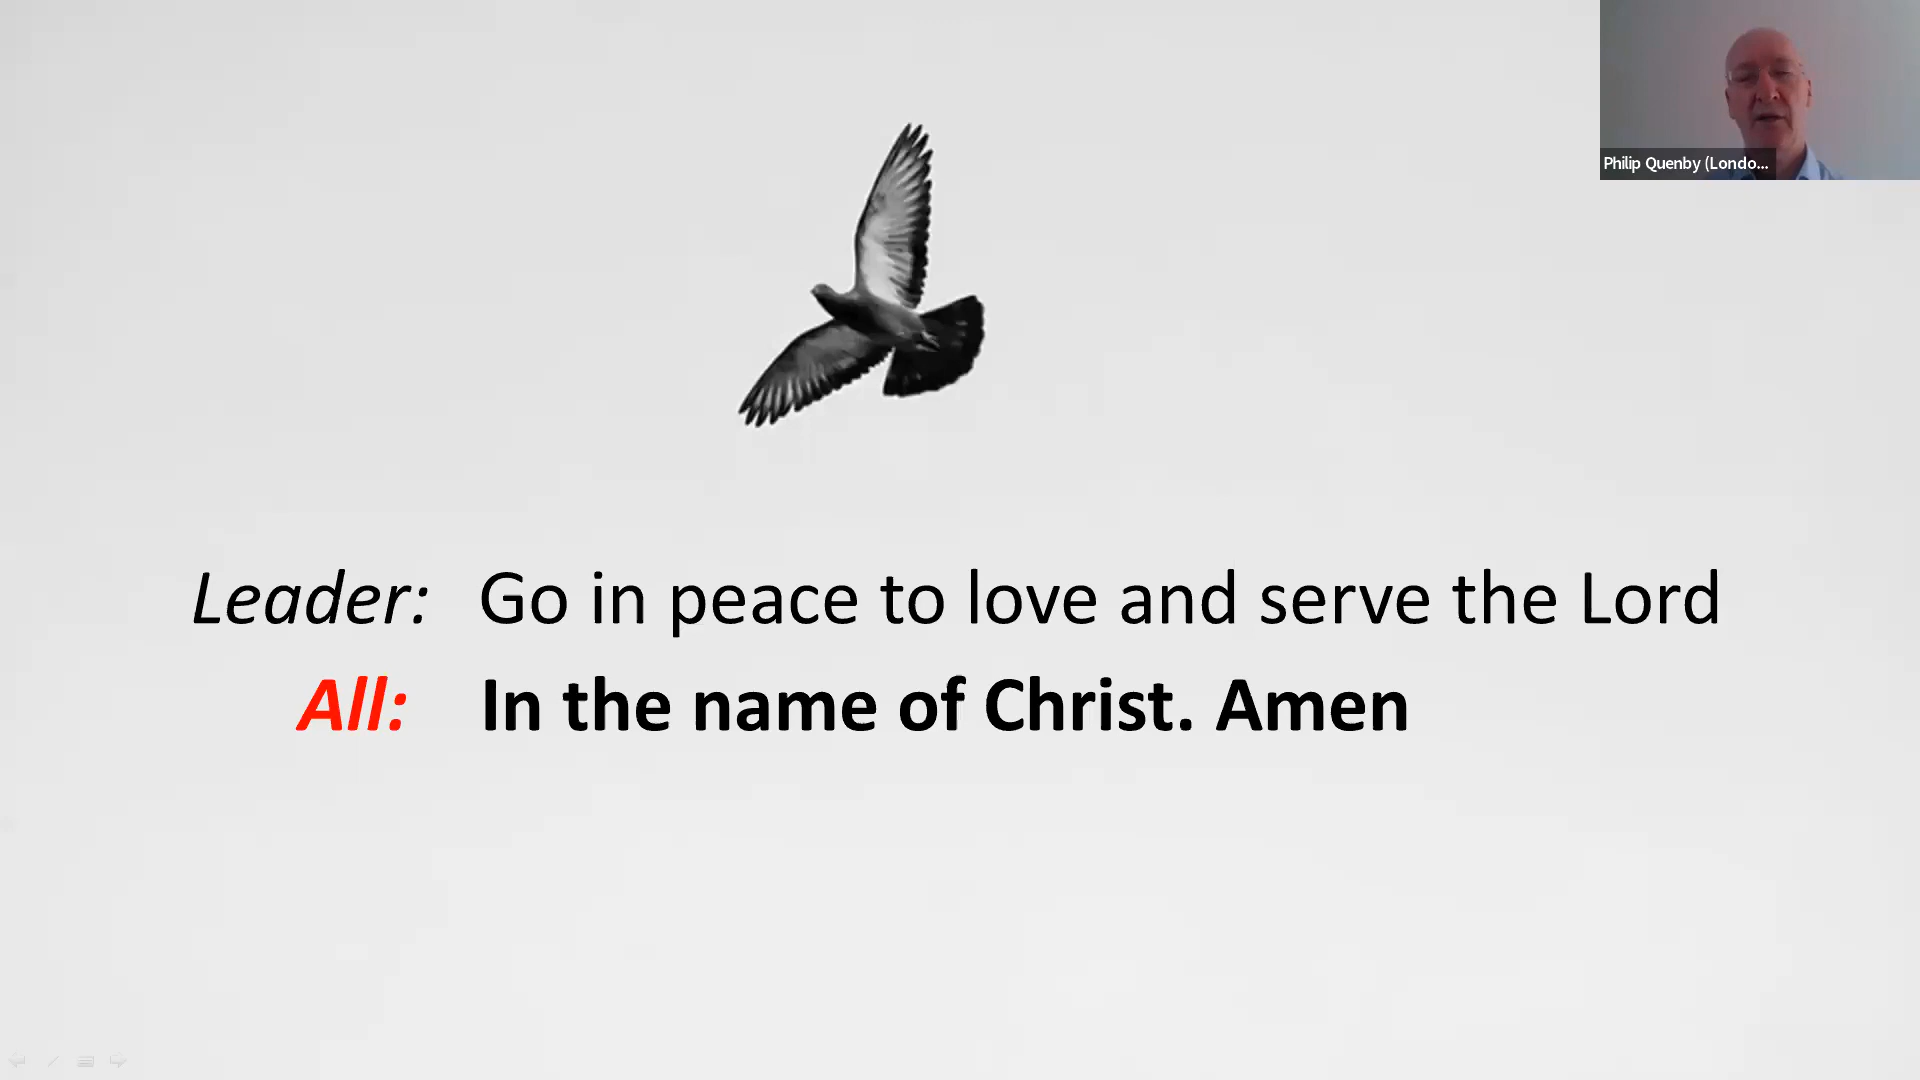 Philip Quenby (Londo...
Leader: Go in peace to love and serve the Lord
All: In the name of Christ. Amen